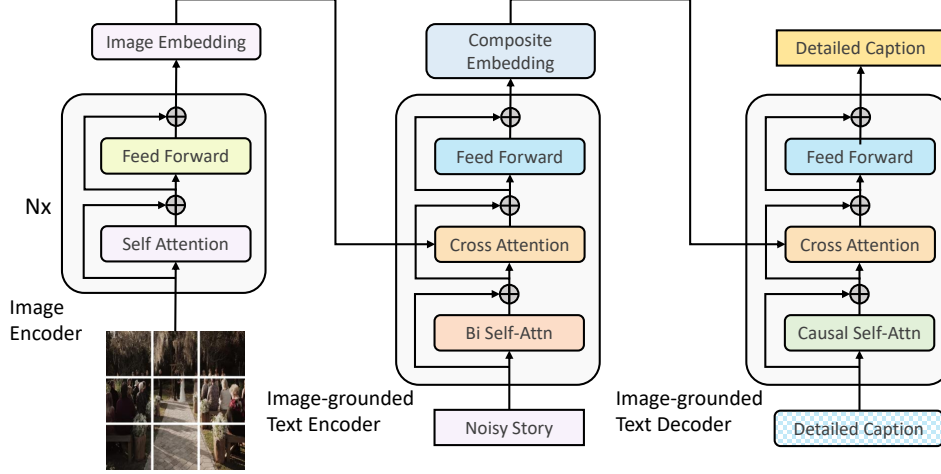 Image Embedding
Feed Forward
Nx
Self Attention
Image
Encoder
Composite
Embedding
Feed Forward
Cross Attention
Bi Self-Attn
Image-grounded
Text Encoder
Noisy Story
Detailed Caption
Feed Forward
Cross Attention
Causal Self-Attn
Image-grounded
Text Decoder
Detailed Caption